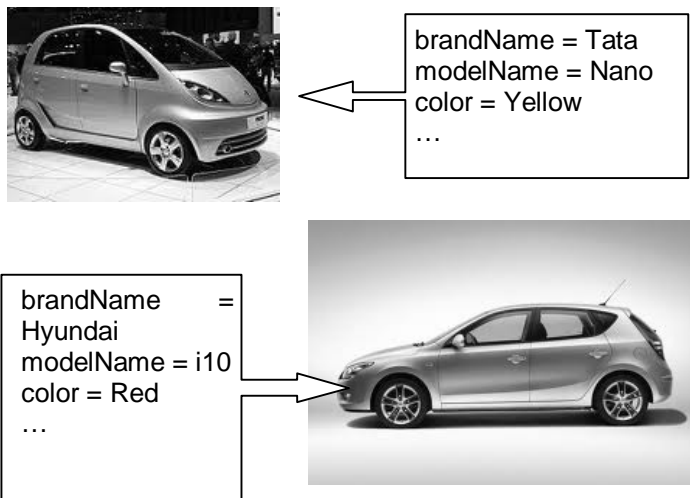 brandName = Tata
modelName = Nano
color = Yellow
…
brandName =
Hyundai
modelName = i10
color = Red
…